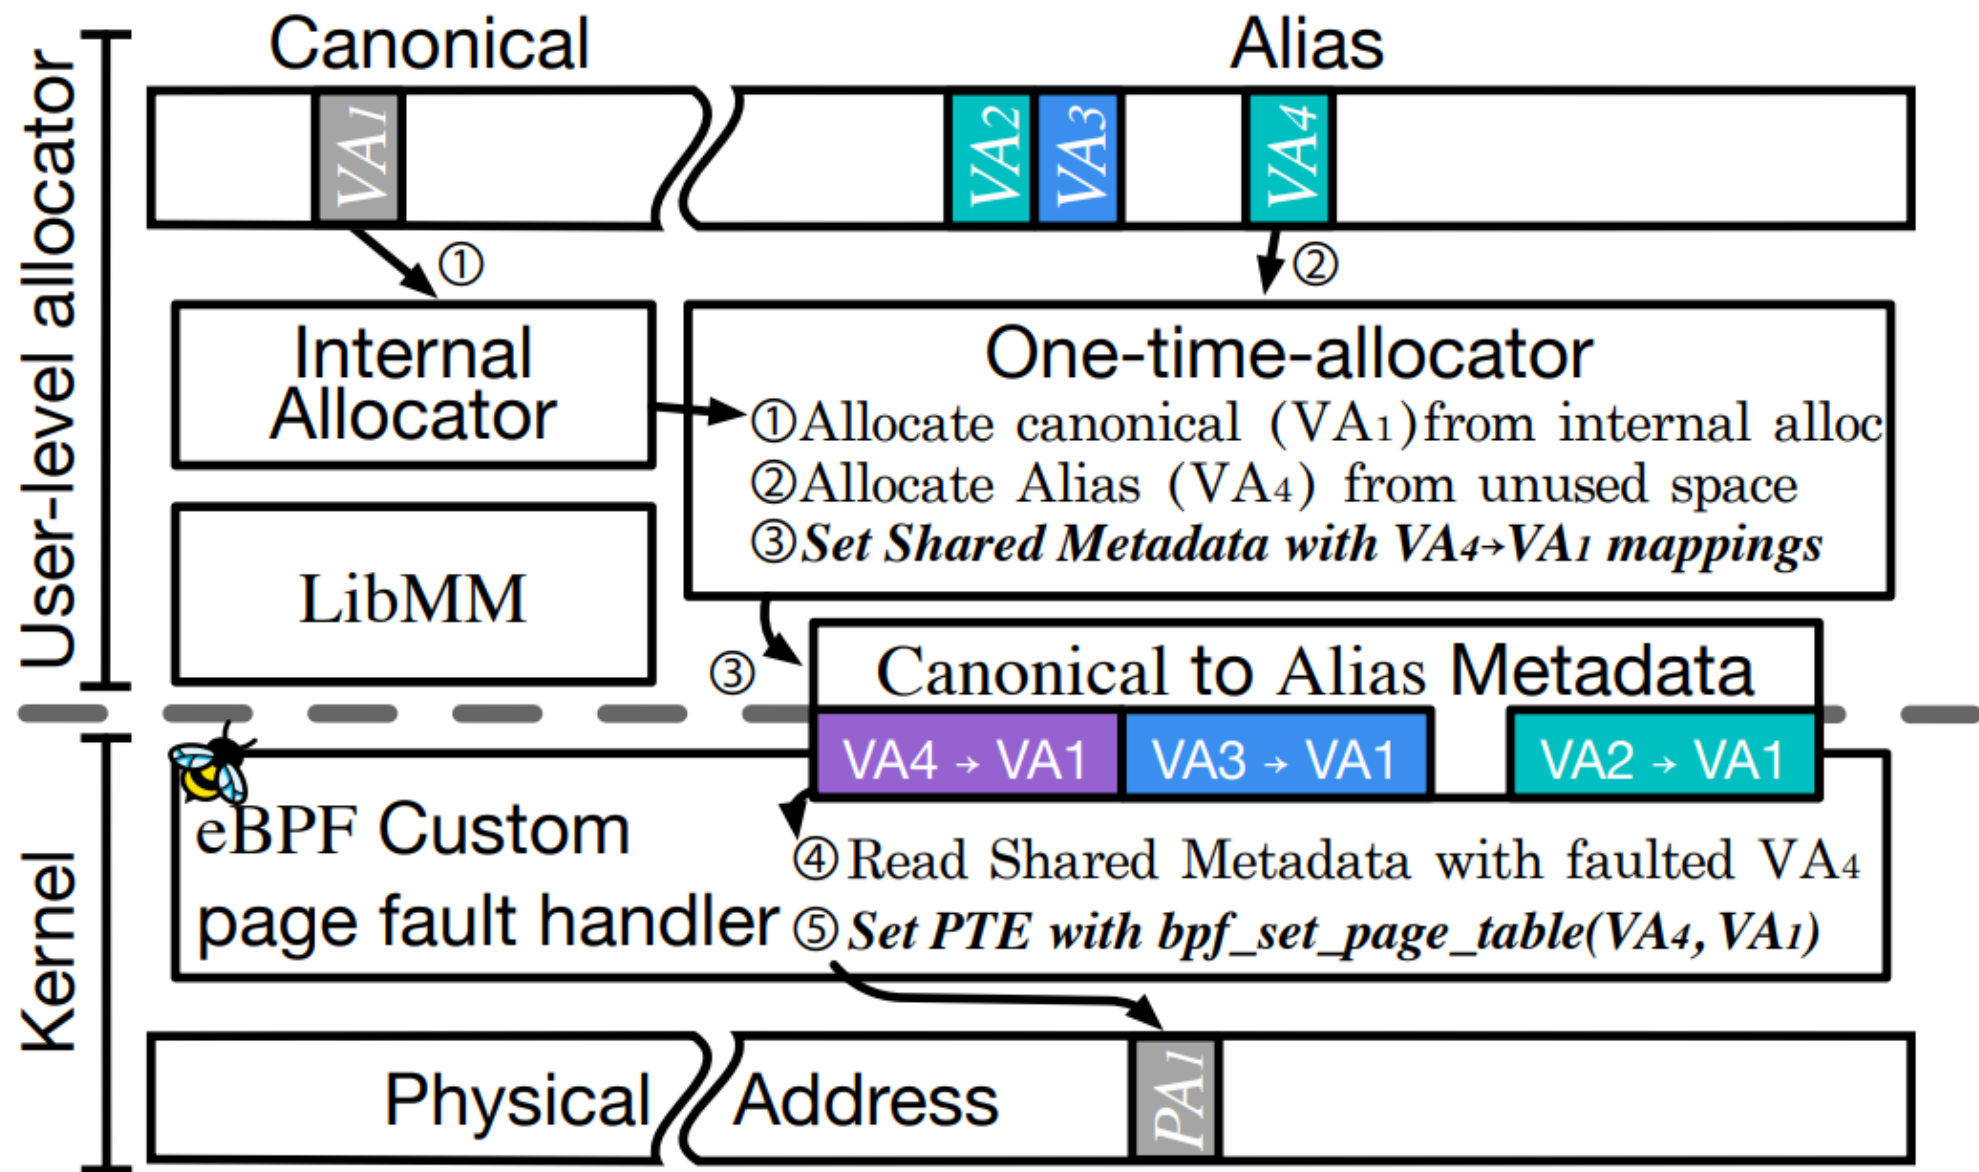 Canonical
Alias
User-level allocator
VA1
VA2
VA3
VA4
①
②
Internal
Allocator
One-time-allocator
①Allocate canonical (VA1)from internal alloc
②Allocate Alias (VA4) from unused space
③Set Shared Metadata with VA4→VA1 mappings
LibMM
③
Canonical to Alias Metadata
VA4 → VA1
VA3 → VA1
VA2 → VA1
Kernel
eBPF Custom
page fault handler
④Read Shared Metadata with faulted VA4
⑤Set PTE with bpf_set_page_table(VA4, VA1)
Physical Address
PA1